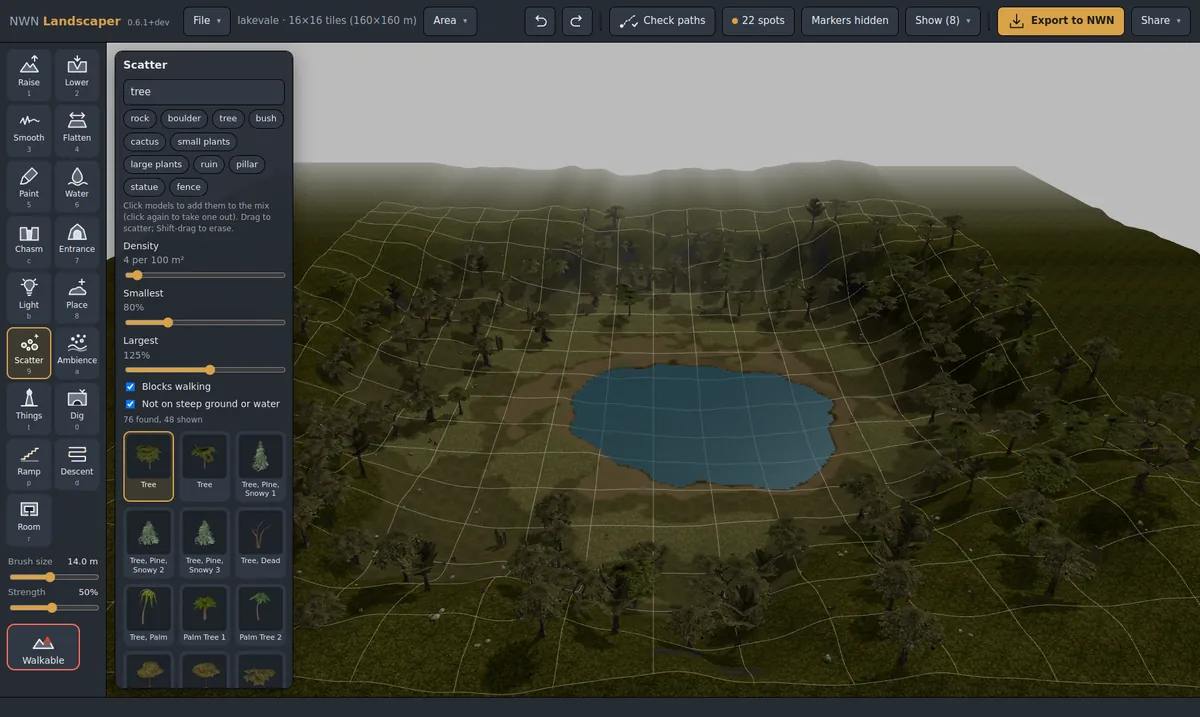 NWN Landscaper 0.6.1+dev
File
lakevale · 16×16 tiles (160×160 m)
Area
Check paths
22 spots
Markers hidden
Show (8)
Export to NWN
Share
Raise
1
Lower
2
Smooth
3
Flatten
4
Paint
5
Water
6
Chasm
c
Entrance
7
Light
b
Place
8
Scatter
9
Ambience
a
Things
t
Dig
0
Ramp
p
Descent
d
Room
r
Brush size 14.0 m
Strength 50%
Walkable
Scatter
tree
rock boulder tree bush
cactus small plants
large plants ruin pillar
statue fence
Click models to add them to the mix
(click again to take one out). Drag to
scatter; Shift-drag to erase.
Density
4 per 100 m²
Smallest
80%
Largest
125%
Blocks walking
Not on steep ground or water
76 found, 48 shown
Tree
Tree
Tree, Pine,
Snowy 1
Tree, Pine,
Snowy 2
Tree, Pine,
Snowy 3
Tree, Dead
Tree, Palm
Palm Tree 1
Palm Tree 2